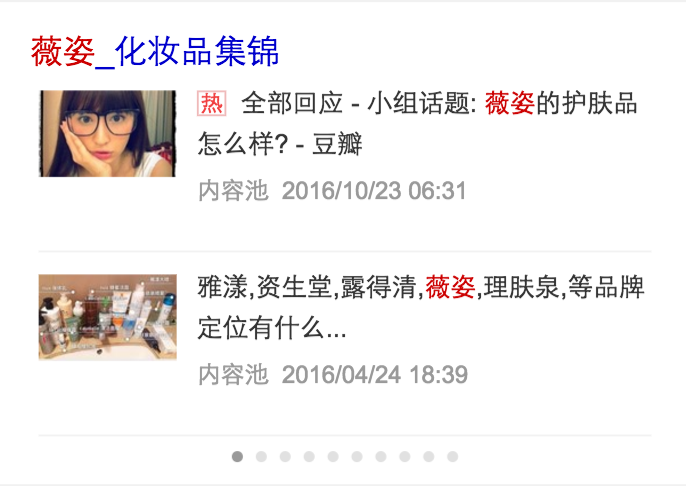 薇姿_化妆品集锦
热 全部回应 - 小组话题: 薇姿的护肤品
怎么样? - 豆瓣
内容池 2016/10/23 06:31
雅漾,资生堂,露得清,薇姿,理肤泉,等品牌
定位有什么...
内容池 2016/04/24 18:39